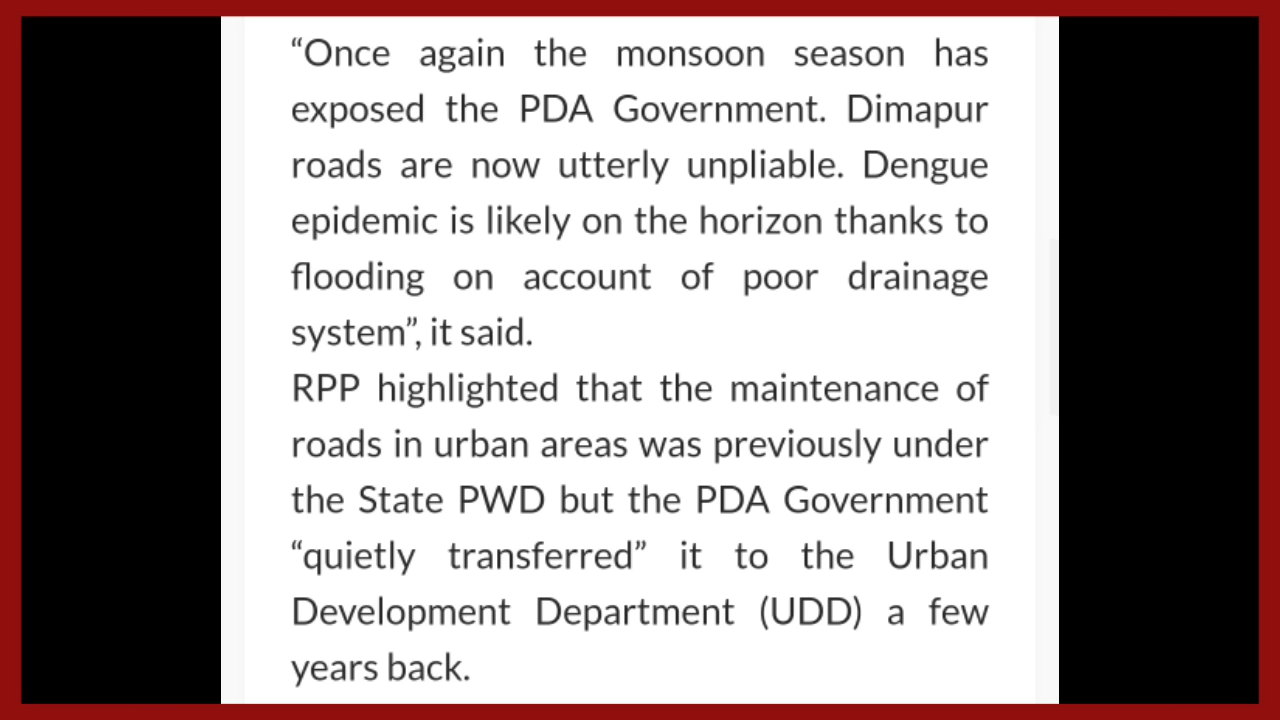 “Once again the monsoon season has
exposed the PDA Government. Dimapur
roads are now utterly unpliable. Dengue
epidemic is likely on the horizon thanks to
flooding on account of poor drainage
system”, it said.
RPP highlighted that the maintenance of
roads in urban areas was previously under
the State PWD but the PDA Government
“quietly transferred” it to the Urban
Development Department (UDD) a few
years back.